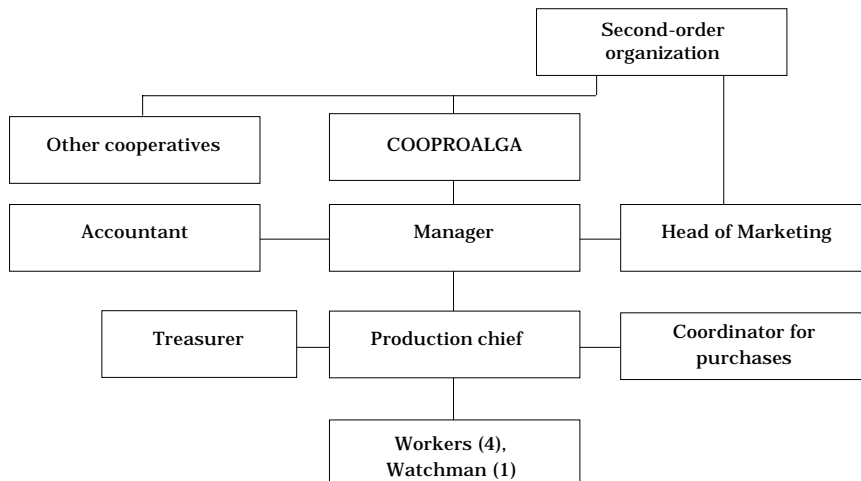 Second-order
organization
Other cooperatives
COOPROALGA
Accountant
Manager
Head of Marketing
Treasurer
Production chief
Coordinator for
purchases
Workers (4),
Watchman (1)